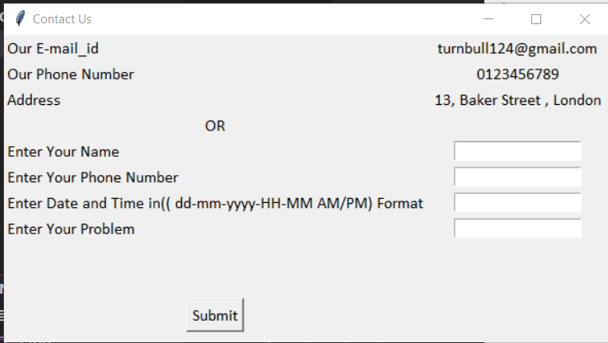 Contact Us
Our E-mail_id turnbull124@gmail.com
Our Phone Number 0123456789
Address 13, Baker Street , London
OR
Enter Your Name
Enter Your Phone Number
Enter Date and Time in(( dd-mm-yyyy-HH-MM AM/PM) Format
Enter Your Problem
Submit